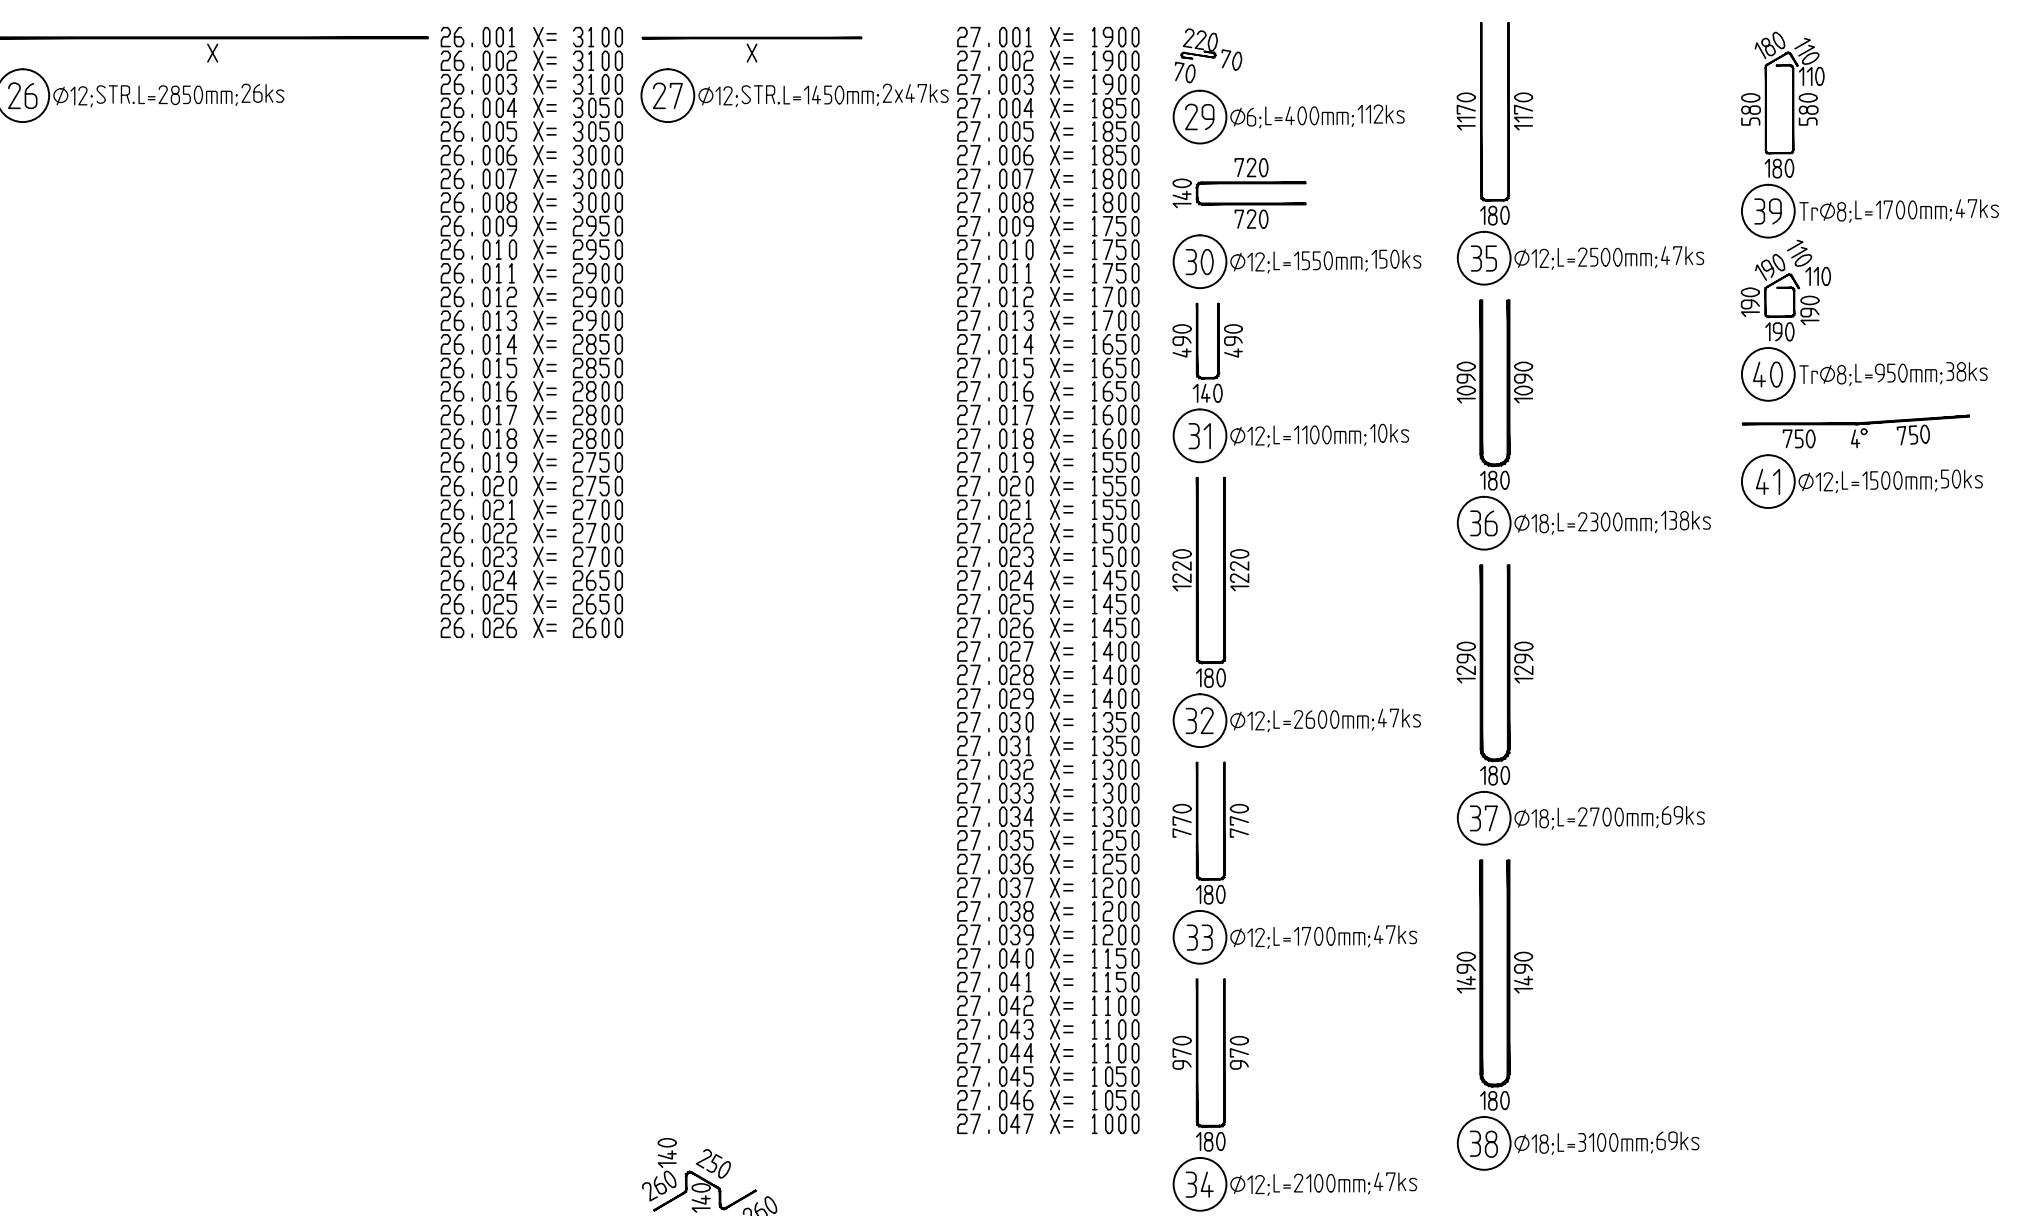 X
26 Ø12;STR.L=2850mm;26ks
26.001 X= 3100
26.002 X= 3100
26.003 X= 3100
26.004 X= 3050
26.005 X= 3050
26.006 X= 3000
26.007 X= 3000
26.008 X= 3000
26.009 X= 2950
26.010 X= 2950
26.011 X= 2900
26.012 X= 2900
26.013 X= 2900
26.014 X= 2850
26.015 X= 2850
26.016 X= 2800
26.017 X= 2800
26.018 X= 2800
26.019 X= 2750
26.020 X= 2750
26.021 X= 2700
26.022 X= 2700
26.023 X= 2700
26.024 X= 2650
26.025 X= 2650
26.026 X= 2600
X
27 Ø12;STR.L=1450mm;2x47ks
27.001 X= 1900
27.002 X= 1900
27.003 X= 1900
27.004 X= 1850
27.005 X= 1850
27.006 X= 1850
27.007 X= 1800
27.008 X= 1800
27.009 X= 1750
27.010 X= 1750
27.011 X= 1750
27.012 X= 1700
27.013 X= 1700
27.014 X= 1650
27.015 X= 1650
27.016 X= 1650
27.017 X= 1600
27.018 X= 1600
27.019 X= 1550
27.020 X= 1550
27.021 X= 1550
27.022 X= 1500
27.023 X= 1500
27.024 X= 1450
27.025 X= 1450
27.026 X= 1450
27.027 X= 1400
27.028 X= 1400
27.029 X= 1400
27.030 X= 1350
27.031 X= 1350
27.032 X= 1300
27.033 X= 1300
27.034 X= 1300
27.035 X= 1250
27.036 X= 1250
27.037 X= 1200
27.038 X= 1200
27.039 X= 1200
27.040 X= 1150
27.041 X= 1150
27.042 X= 1100
27.043 X= 1100
27.044 X= 1100
27.045 X= 1050
27.046 X= 1050
27.047 X= 1000
260
140
250
140
260
220
70
70
29 Ø6;L=400mm;112ks
720
140
720
30 Ø12;L=1550mm;150ks
490
490
140
31 Ø12;L=1100mm;10ks
1220
1220
180
32 Ø12;L=2600mm;47ks
770
770
180
33 Ø12;L=1700mm;47ks
970
970
180
34 Ø12;L=2100mm;47ks
1170
1170
180
35 Ø12;L=2500mm;47ks
1090
1090
180
36 Ø18;L=2300mm;138ks
1290
1290
180
37 Ø18;L=2700mm;69ks
1490
1490
180
38 Ø18;L=3100mm;69ks
180
110
110
580
580
180
39 TrØ8;L=1700mm;47ks
190
110
110
190
190
190
40 TrØ8;L=950mm;38ks
750 4° 750
41 Ø12;L=1500mm;50ks